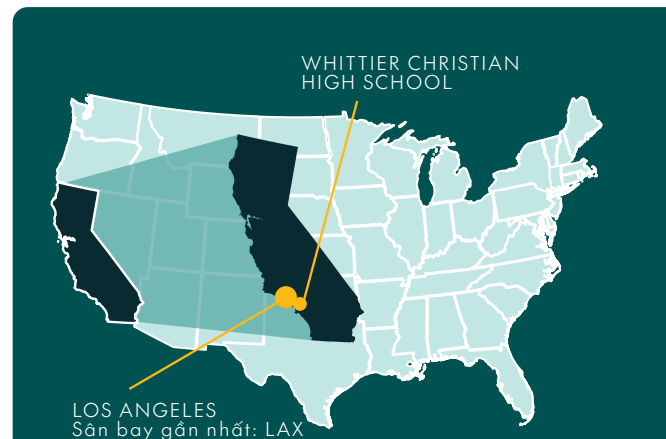 WHITTIER CHRISTIAN
HIGH SCHOOL
LOS ANGELES
Sân bay gần nhất: LAX